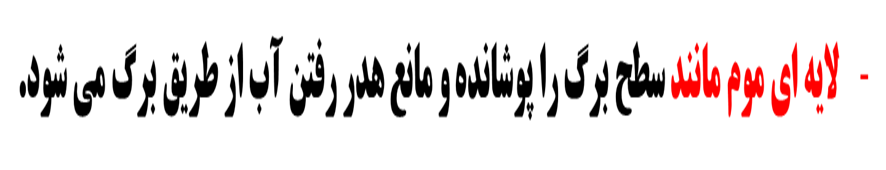 - لایه ای موم مانند سطح برگ را پوشانده و مانع هدر رفتن آب از طریق برگ می شود.